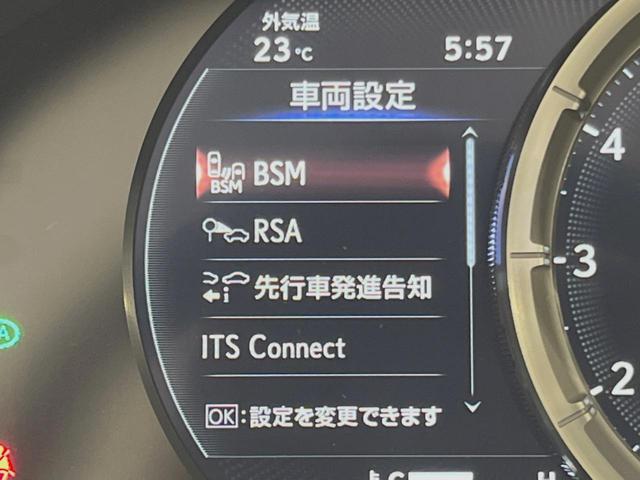 外気温
23℃
5:57
車両設定
BSM BSM
RSA
先行車発進告知
ITS Connect
OK:設定を変更できます
4
3
2
C H
A